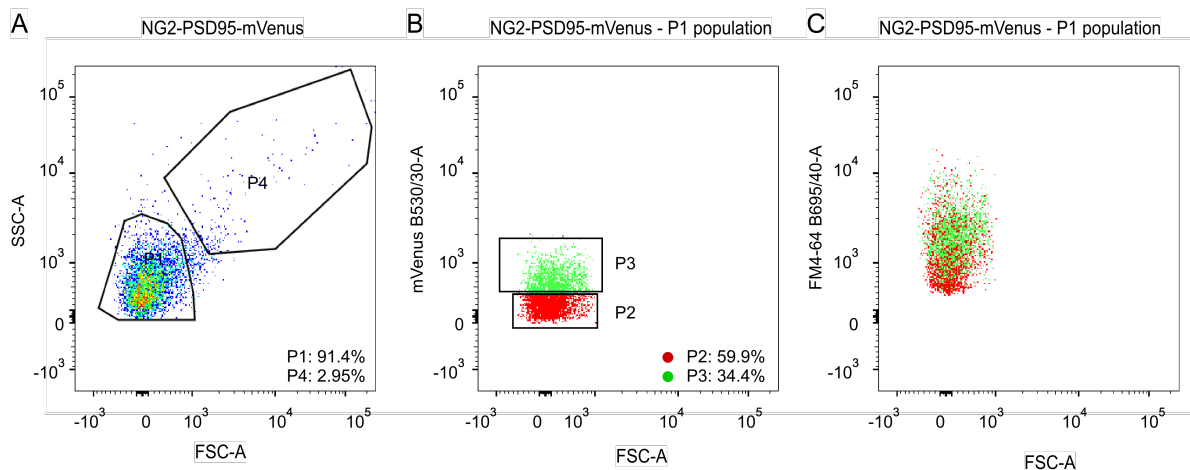 A
NG2-PSD95-mVenus
SSC-A
10^5
10^4
10^3
0
-10^3
P4
P1
P1: 91.4%
P4: 2.95%
-10^3 0 10^3 10^4 10^5
FSC-A
B
NG2-PSD95-mVenus - P1 population
mVenus B530/30-A
10^5
10^4
10^3
0
-10^3
P3
P2
P2: 59.9%
P3: 34.4%
-10^3 0 10^3 10^4 10^5
FSC-A
C
NG2-PSD95-mVenus - P1 population
FM4-64 B695/40-A
10^5
10^4
10^3
0
-10^3
-10^3 0 10^3 10^4 10^5
FSC-A